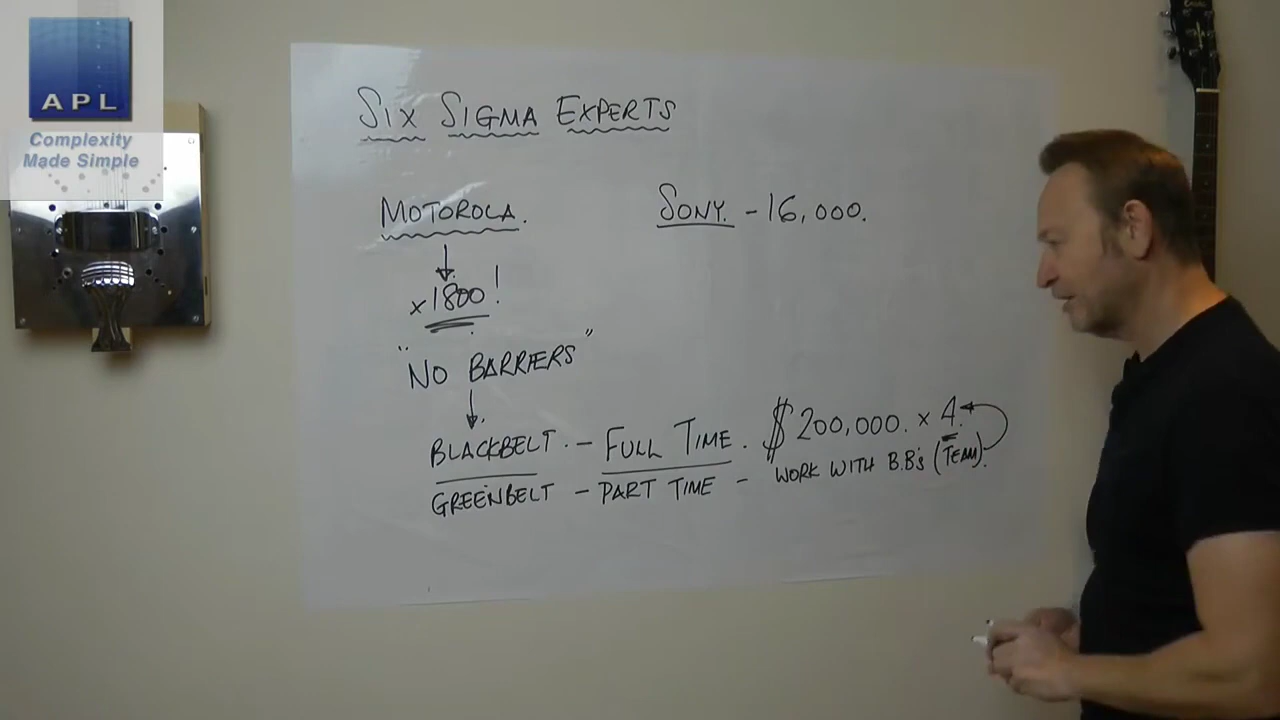 APL
Complexity
Made Simple
SIX SIGMA EXPERTS
MOTOROLA.
SONY. - 16,000.
x1800!
"NO BARRIERS"
BLACKBELT. - FULL TIME. $200,000. x 4.
GREENBELT - PART TIME - WORK WITH B.B's (TEAM).